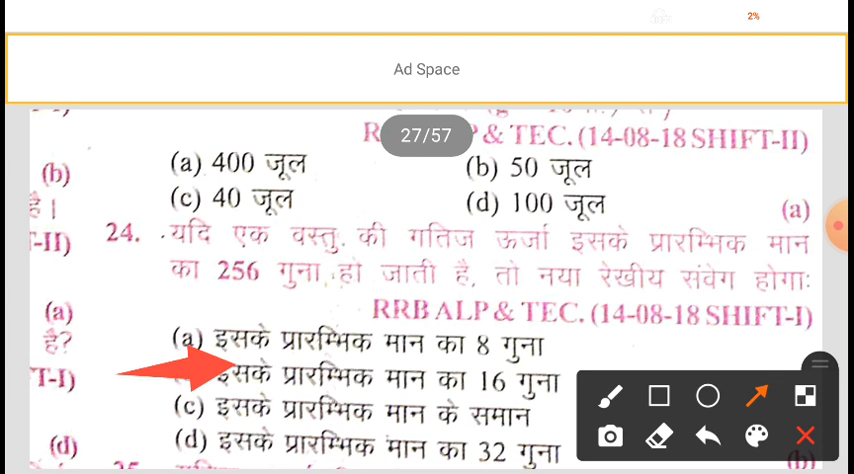 2%
Ad Space
27/57
& TEC. (14-08-18 SHIFT-II)
(a) 400 जूल (b) 50 जूल
(b)
(c) 40 जूल (d) 100 जूल (a)
है।
T-II)
24. यदि एक वस्तु की गतिज ऊर्जा इसके प्रारम्भिक मान
का 256 गुना हो जाती है, तो नया रेखीय संवेग होगाः
(a)
RRB ALP & TEC. (14-08-18 SHIFT-I)
है?
(a) इसके प्रारम्भिक मान का 8 गुना
T-I)
इसके प्रारम्भिक मान का 16 गुना
(c) इसके प्रारम्भिक मान के समान
(d) इसके प्रारम्भिक मान का 32 गुना
(d)
(b)